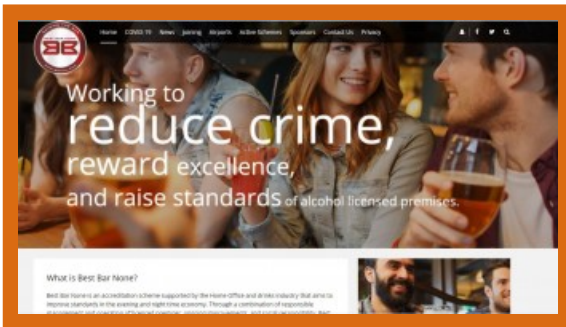 BB
Home COVID 19 News Joining Airports Active Schemes Sponsors Contact Us Privacy
Working to
reduce crime,
reward excellence,
and raise standards of alcohol licensed premises.
What is Best Bar None?
Best Bar None is an accreditation scheme supported by the Home Office and drinks industry that aims to
improve standards in the evening and night time economy. Through a combination of responsible